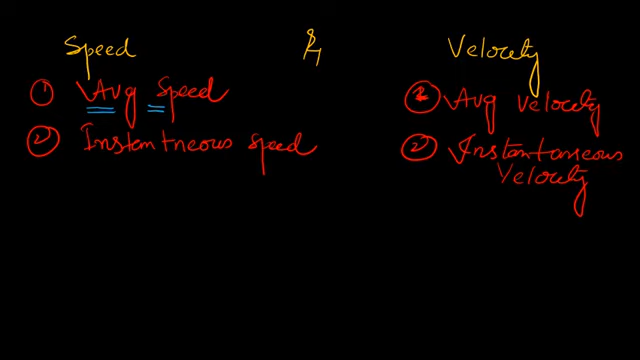 Speed & Velocity
① Avg Speed
② Instantneous speed
① Avg velocity
② Instantaneous
Velocity